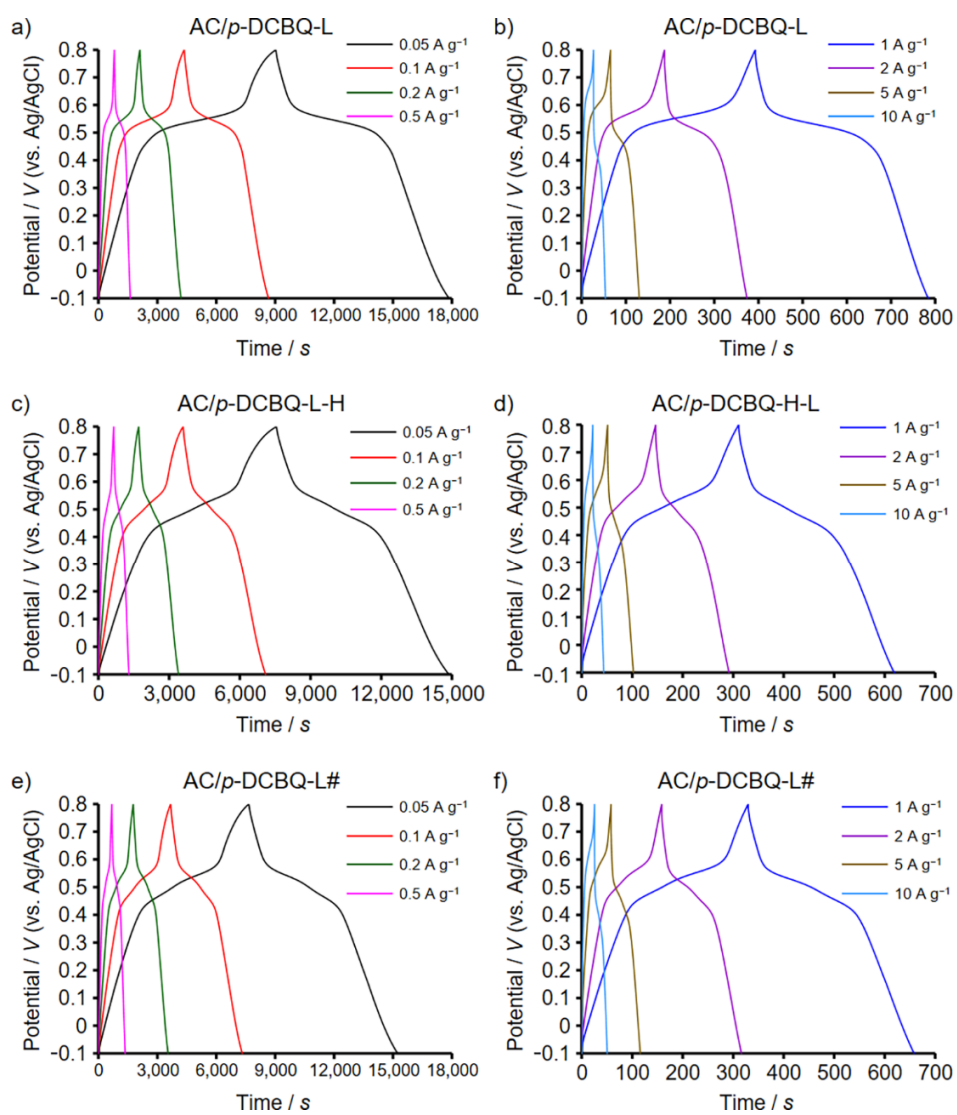 a) AC/p-DCBQ-L
Potential / V (vs. Ag/AgCl)
0.8
0.7
0.6
0.5
0.4
0.3
0.2
0.1
0
−0.1
0.05 A g⁻¹
0.1 A g⁻¹
0.2 A g⁻¹
0.5 A g⁻¹
0 3,000 6,000 9,000 12,000 15,000 18,000
Time / s
b) AC/p-DCBQ-L
Potential / V (vs. Ag/AgCl)
0.8
0.7
0.6
0.5
0.4
0.3
0.2
0.1
0
−0.1
1 A g⁻¹
2 A g⁻¹
5 A g⁻¹
10 A g⁻¹
0 100 200 300 400 500 600 700 800
Time / s
c) AC/p-DCBQ-L-H
Potential / V (vs. Ag/AgCl)
0.8
0.7
0.6
0.5
0.4
0.3
0.2
0.1
0
−0.1
0.05 A g⁻¹
0.1 A g⁻¹
0.2 A g⁻¹
0.5 A g⁻¹
0 3,000 6,000 9,000 12,000 15,000
Time / s
d) AC/p-DCBQ-H-L
Potential / V (vs. Ag/AgCl)
0.8
0.7
0.6
0.5
0.4
0.3
0.2
0.1
0
−0.1
1 A g⁻¹
2 A g⁻¹
5 A g⁻¹
10 A g⁻¹
0 100 200 300 400 500 600 700
Time / s
e) AC/p-DCBQ-L#
Potential / V (vs. Ag/AgCl)
0.8
0.7
0.6
0.5
0.4
0.3
0.2
0.1
0
−0.1
0.05 A g⁻¹
0.1 A g⁻¹
0.2 A g⁻¹
0.5 A g⁻¹
0 3,000 6,000 9,000 12,000 15,000 18,000
Time / s
f) AC/p-DCBQ-L#
Potential / V (vs. Ag/AgCl)
0.8
0.7
0.6
0.5
0.4
0.3
0.2
0.1
0
−0.1
1 A g⁻¹
2 A g⁻¹
5 A g⁻¹
10 A g⁻¹
0 100 200 300 400 500 600 700
Time / s